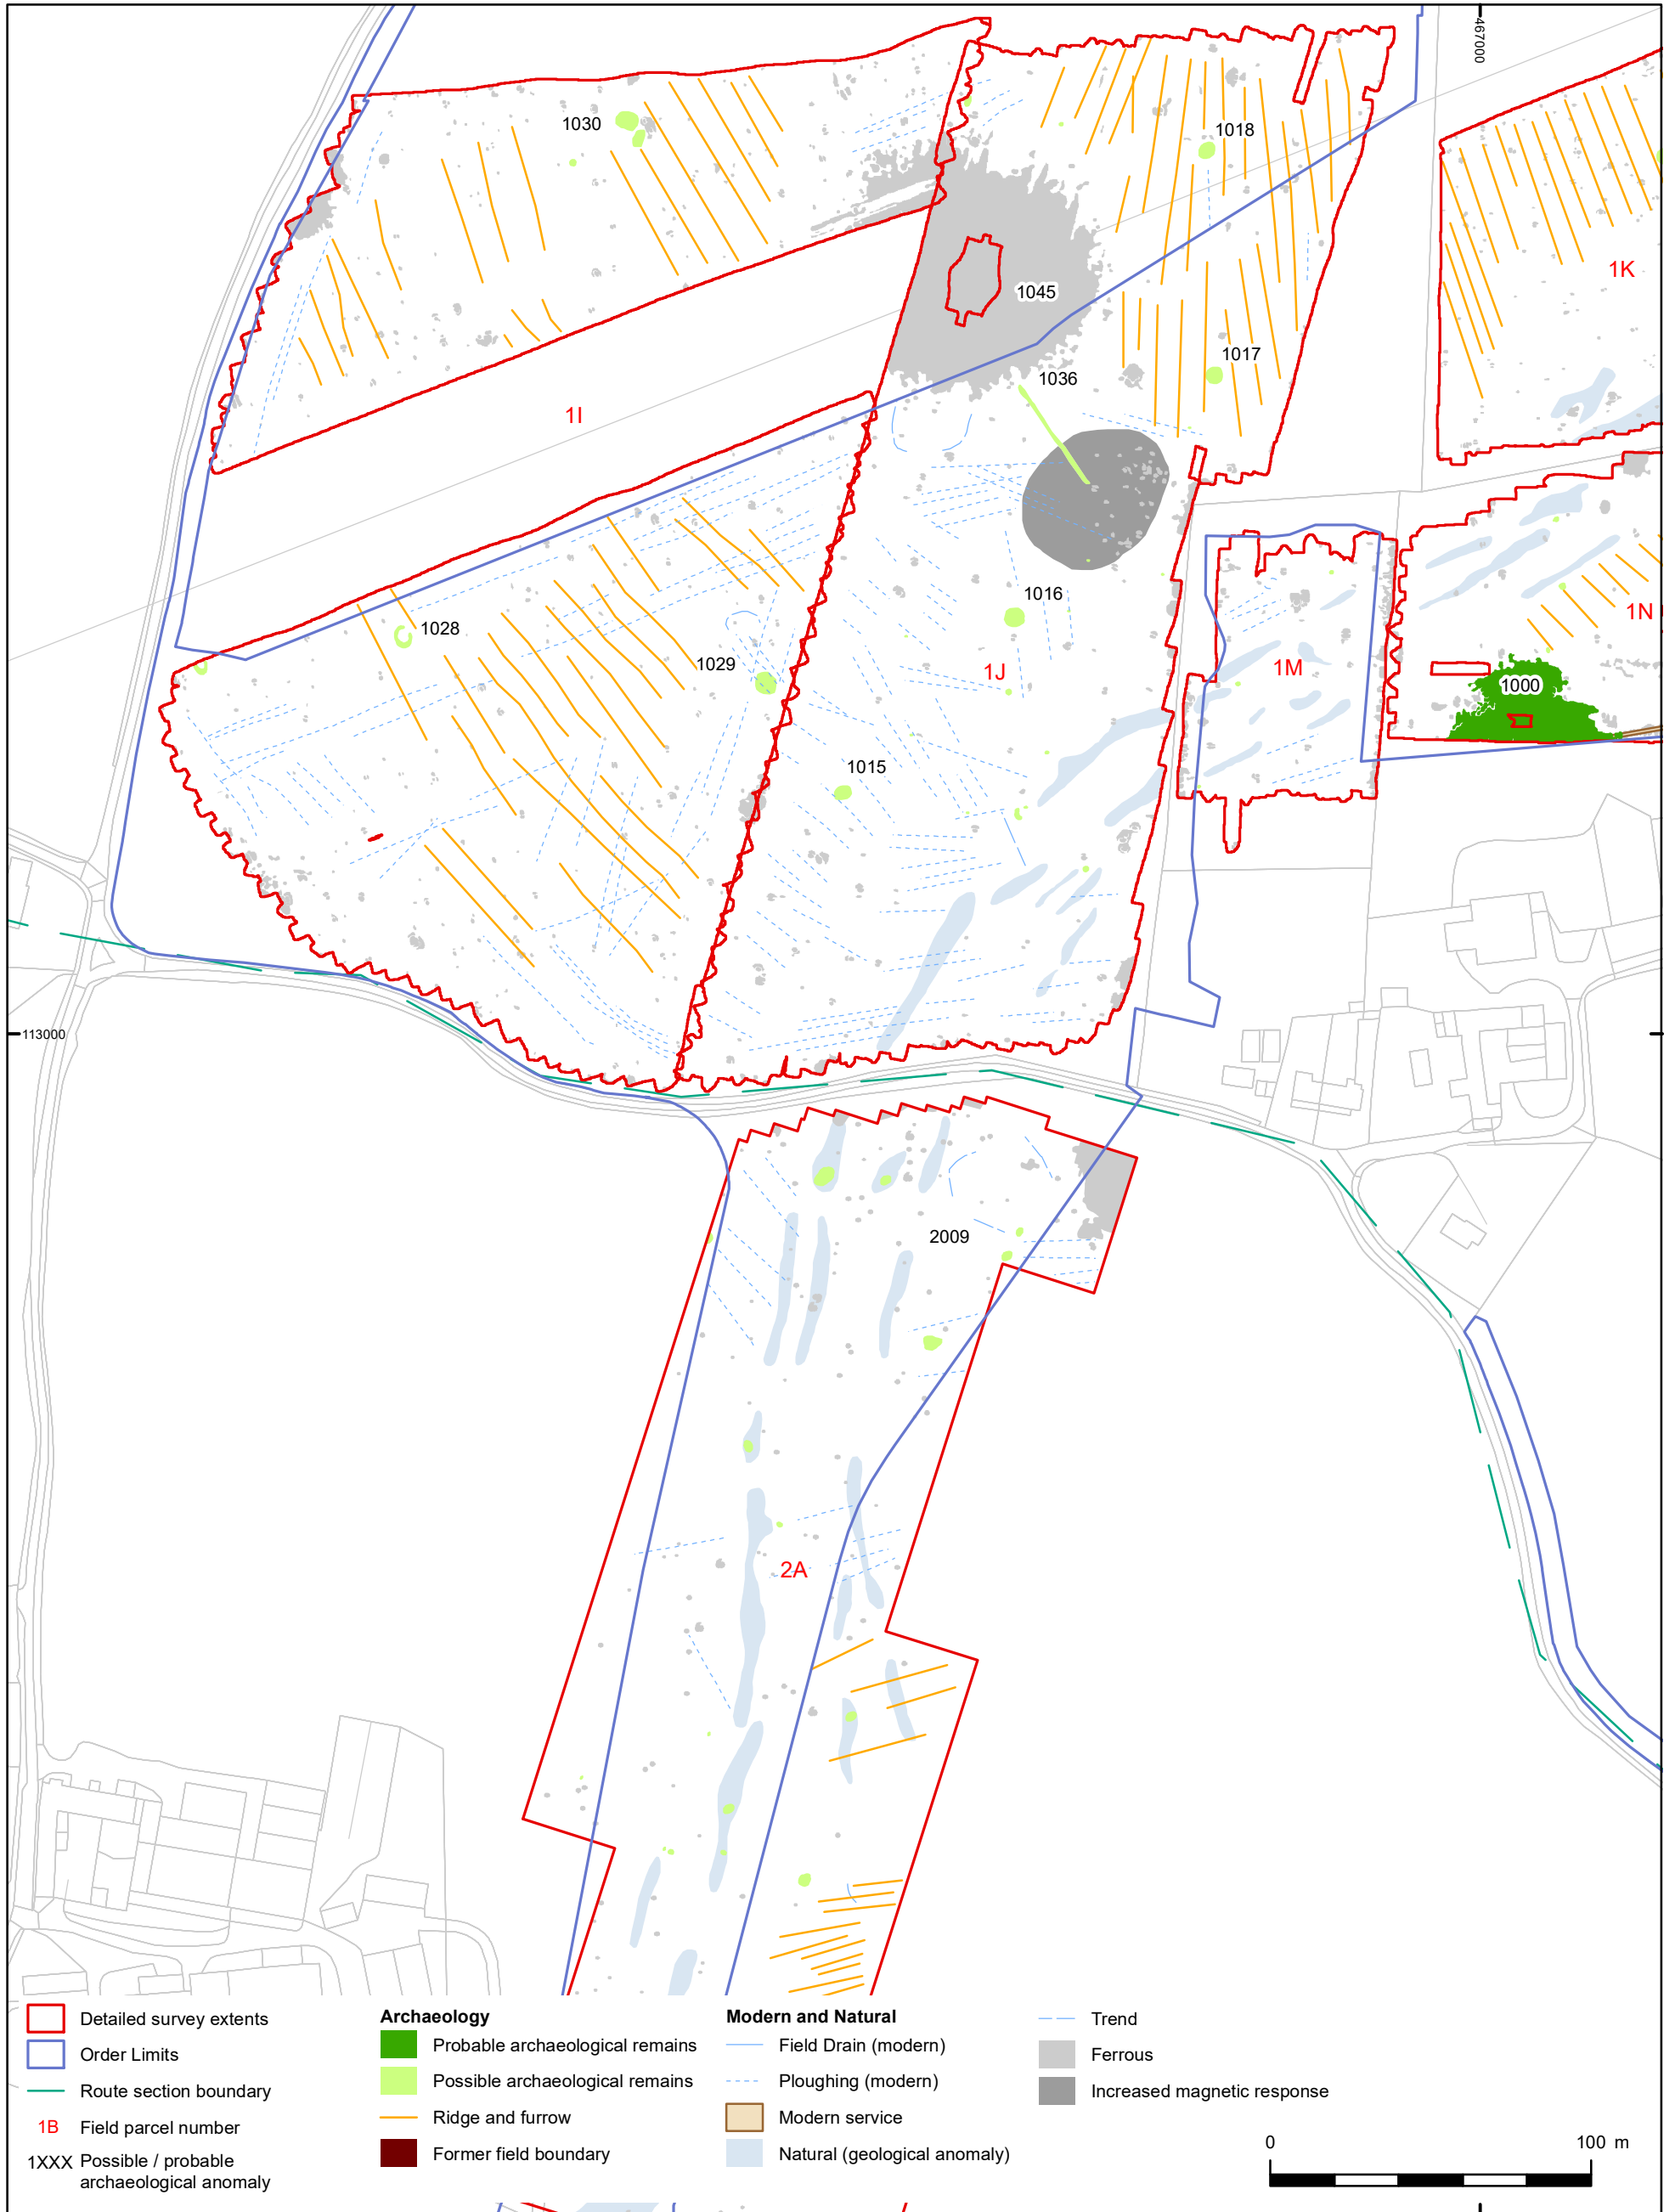 467000
1030
1018
1K
1045
1017
1036
1I
1016
1N
1028
1029
1J
1M
1000
1015
113000
2009
2A
Detailed survey extents
Order Limits
Route section boundary
1B Field parcel number
1XXX Possible / probable
archaeological anomaly
Archaeology
Probable archaeological remains
Possible archaeological remains
Ridge and furrow
Former field boundary
Modern and Natural
Field Drain (modern)
Ploughing (modern)
Modern service
Natural (geological anomaly)
Trend
Ferrous
Increased magnetic response
0 100 m